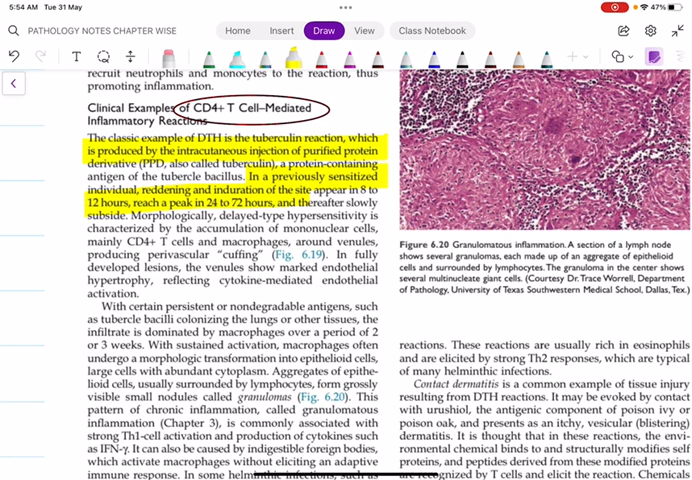 5:54 AM Tue 31 May
47%
PATHOLOGY NOTES CHAPTER WISE
Home Insert Draw View Class Notebook
recruit neutrophils and monocytes to the reaction, thus
promoting inflammation.
Clinical Examples of CD4+ T Cell–Mediated
Inflammatory Reactions
The classic example of DTH is the tuberculin reaction, which
is produced by the intracutaneous injection of purified protein
derivative (PPD, also called tuberculin), a protein-containing
antigen of the tubercle bacillus. In a previously sensitized
individual, reddening and induration of the site appear in 8 to
12 hours, reach a peak in 24 to 72 hours, and thereafter slowly
subside. Morphologically, delayed-type hypersensitivity is
characterized by the accumulation of mononuclear cells,
mainly CD4+ T cells and macrophages, around venules,
producing perivascular “cuffing” (Fig. 6.19). In fully
developed lesions, the venules show marked endothelial
hypertrophy, reflecting cytokine-mediated endothelial
activation.
With certain persistent or nondegradable antigens, such
as tubercle bacilli colonizing the lungs or other tissues, the
infiltrate is dominated by macrophages over a period of 2
or 3 weeks. With sustained activation, macrophages often
undergo a morphologic transformation into epithelioid cells,
large cells with abundant cytoplasm. Aggregates of epithe-
lioid cells, usually surrounded by lymphocytes, form grossly
visible small nodules called granulomas (Fig. 6.20). This
pattern of chronic inflammation, called granulomatous
inflammation (Chapter 3), is commonly associated with
strong Th1-cell activation and production of cytokines such
as IFN-γ. It can also be caused by indigestible foreign bodies,
which activate macrophages without eliciting an adaptive
immune response. In some helminthic infections, such as
Figure 6.20 Granulomatous inflammation. A section of a lymph node
shows several granulomas, each made up of an aggregate of epithelioid
cells and surrounded by lymphocytes. The granuloma in the center shows
several multinucleate giant cells. (Courtesy Dr. Trace Worrell, Department
of Pathology, University of Texas Southwestern Medical School, Dallas, Tex.)
reactions. These reactions are usually rich in eosinophils
and are elicited by strong Th2 responses, which are typical
of many helminthic infections.
Contact dermatitis is a common example of tissue injury
resulting from DTH reactions. It may be evoked by contact
with urushiol, the antigenic component of poison ivy or
poison oak, and presents as an itchy, vesicular (blistering)
dermatitis. It is thought that in these reactions, the en-
vironmental chemical binds to and structurally modifies self
proteins, and peptides derived from these modified proteins
are recognized by T cells and elicit the reaction. Chemicals